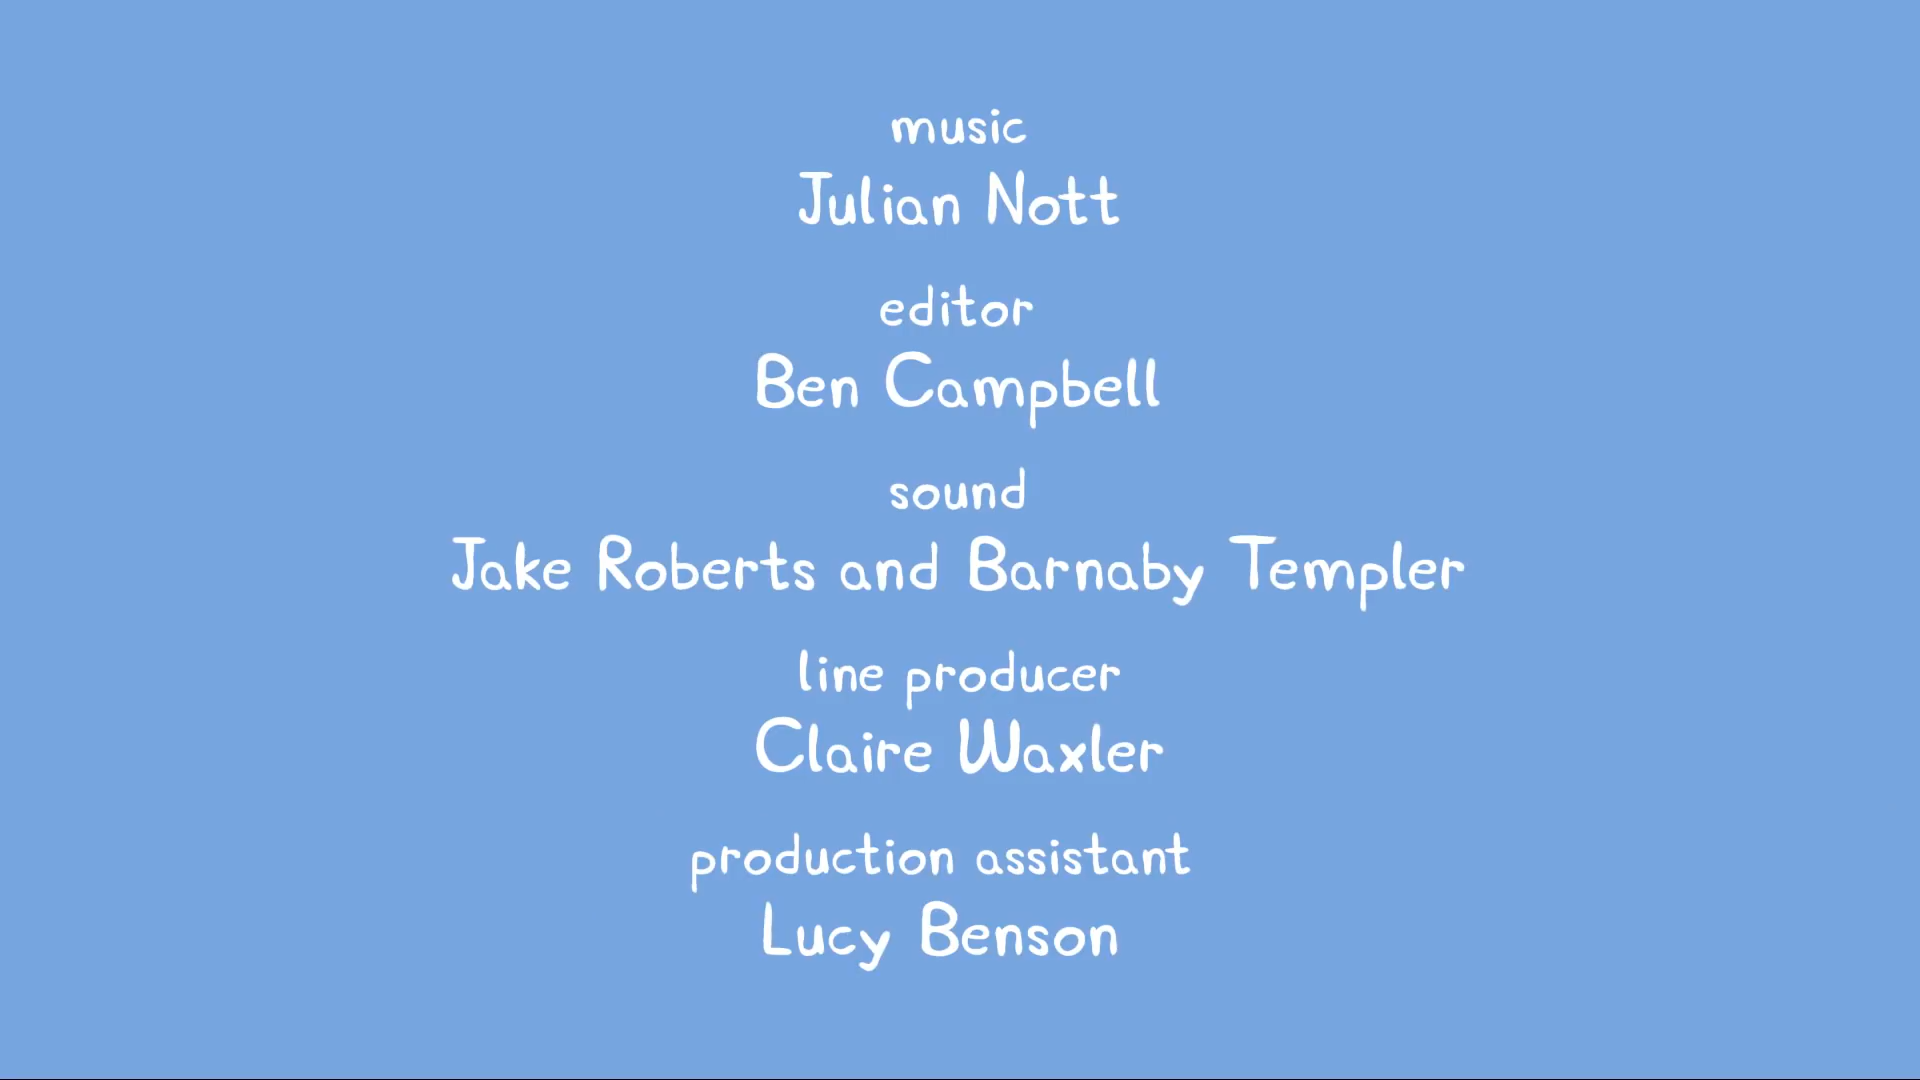 music
Julian Nott
editor
Ben Campbell
sound
Jake Roberts and Barnaby Templer
line producer
Claire Waxler
production assistant
Lucy Benson